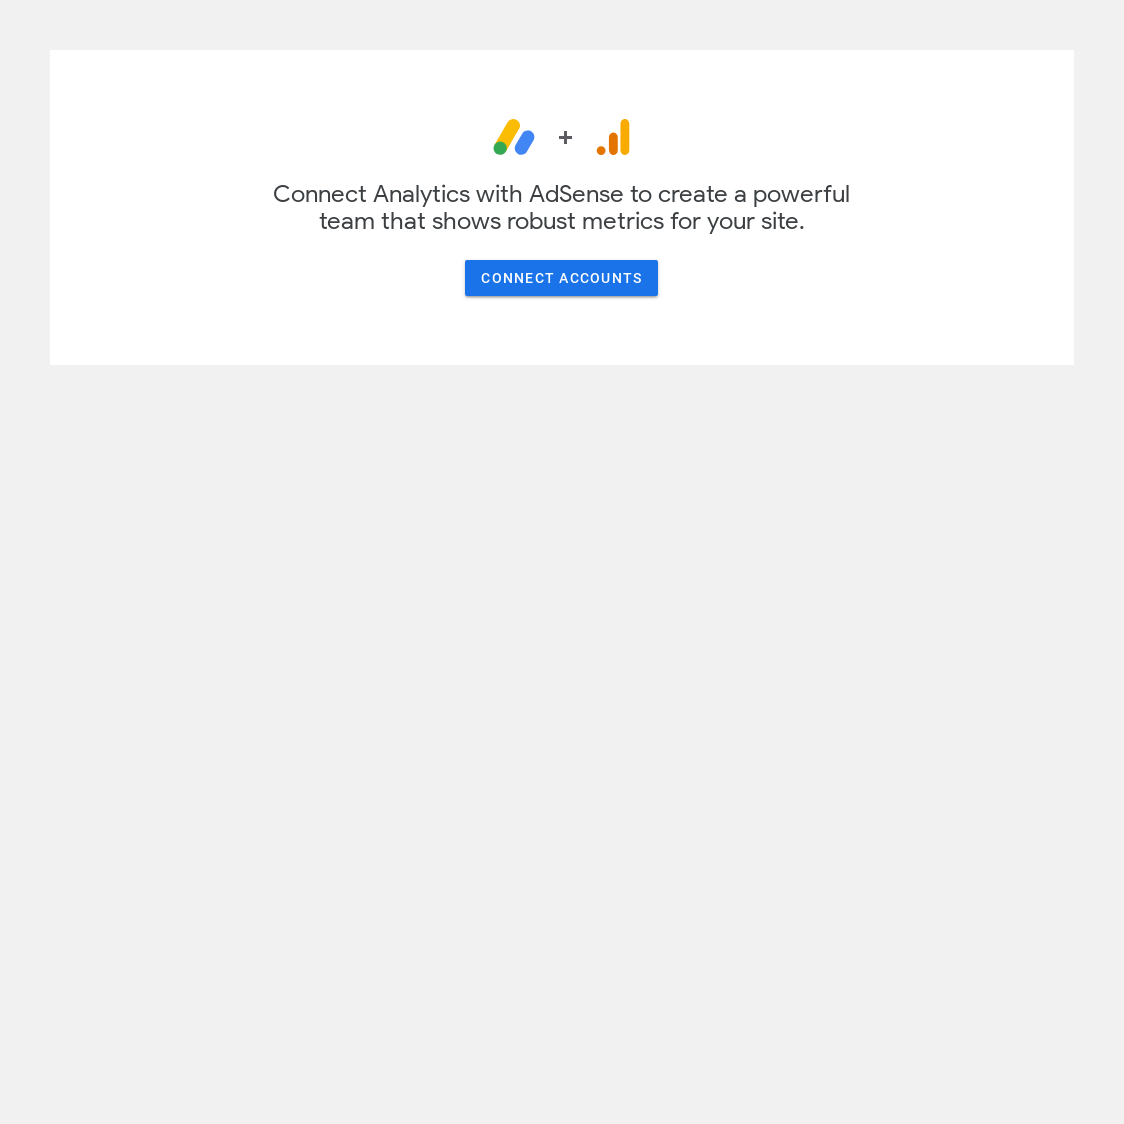 Connect Analytics with AdSense to create a powerful
team that shows robust metrics for your site.
CONNECT ACCOUNTS